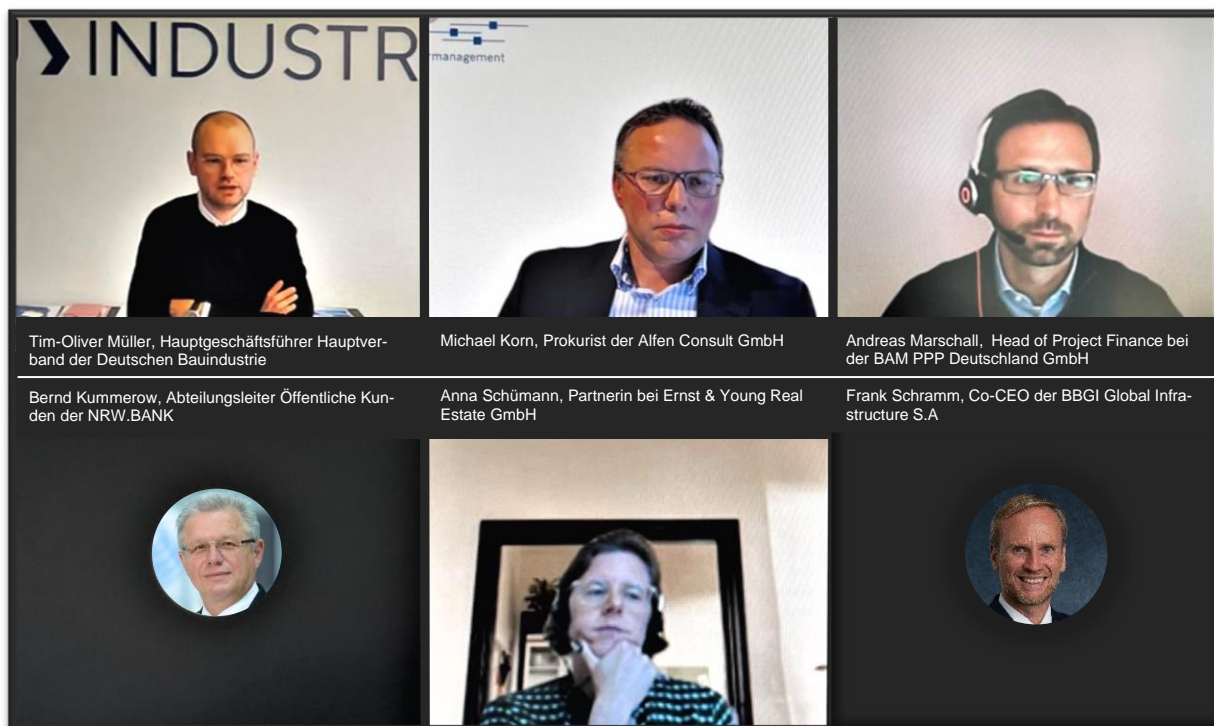 INDUSTR
rmanagement
Tim-Oliver Müller, Hauptgeschäftsführer Hauptver-
band der Deutschen Bauindustrie
Michael Korn, Prokurist der Alfen Consult GmbH
Andreas Marschall,  Head of Project Finance bei
der BAM PPP Deutschland GmbH
Bernd Kummerow, Abteilungsleiter Öffentliche Kun-
den der NRW.BANK
Anna Schümann, Partnerin bei Ernst & Young Real
Estate GmbH
Frank Schramm, Co-CEO der BBGI Global Infra-
structure S.A